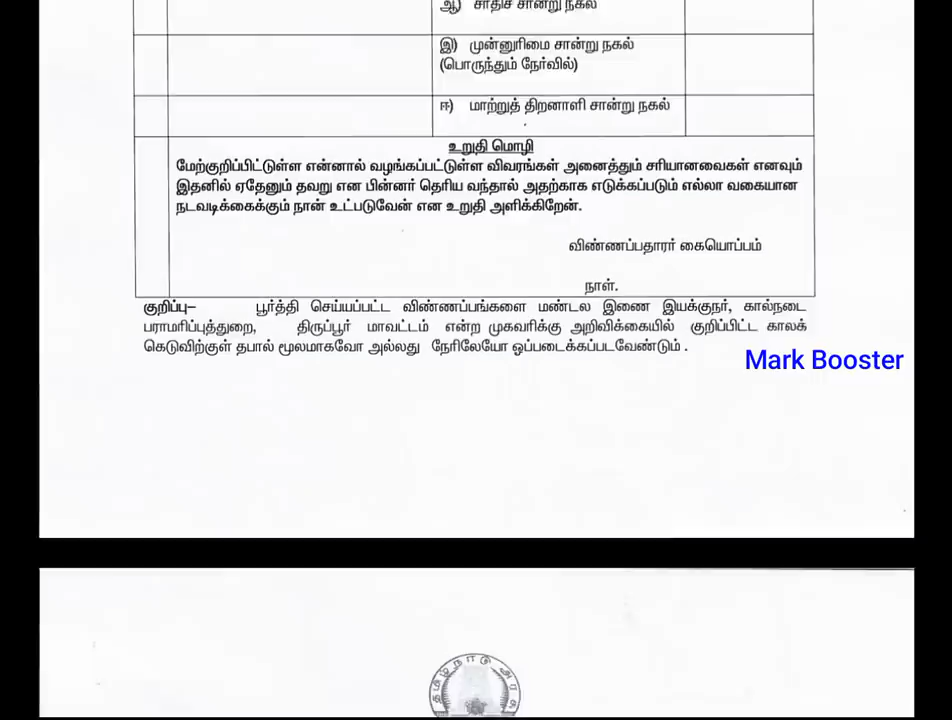 ஆ) சாதிச் சான்று நகல்
இ) முன்னுரிமை சான்று நகல்
(பொருந்தும் நேர்வில்)
ஈ) மாற்றுத் திறனாளி சான்று நகல்
உறுதி மொழி
மேற்குறிப்பிட்டுள்ள என்னால் வழங்கப்பட்டுள்ள விவரங்கள் அனைத்தும் சரியானவைகள் எனவும்
இதனில் ஏதேனும் தவறு என பின்னர் தெரிய வந்தால் அதற்காக எடுக்கப்படும் எல்லா வகையான
நடவடிக்கைக்கும் நான் உட்படுவேன் என உறுதி அளிக்கிறேன்.
விண்ணப்பதாரர் கையொப்பம்
நாள்.
குறிப்பு– பூர்த்தி செய்யப்பட்ட விண்ணப்பங்களை மண்டல இணை இயக்குநர், கால்நடை
பராமரிப்புத்துறை, திருப்பூர் மாவட்டம் என்ற முகவரிக்கு அறிவிக்கையில் குறிப்பிட்ட காலக்
கெடுவிற்குள் தபால் மூலமாகவோ அல்லது நேரிலேயோ ஒப்படைக்கப்படவேண்டும் .
Mark Booster
தமிழ்நாடு அரசு